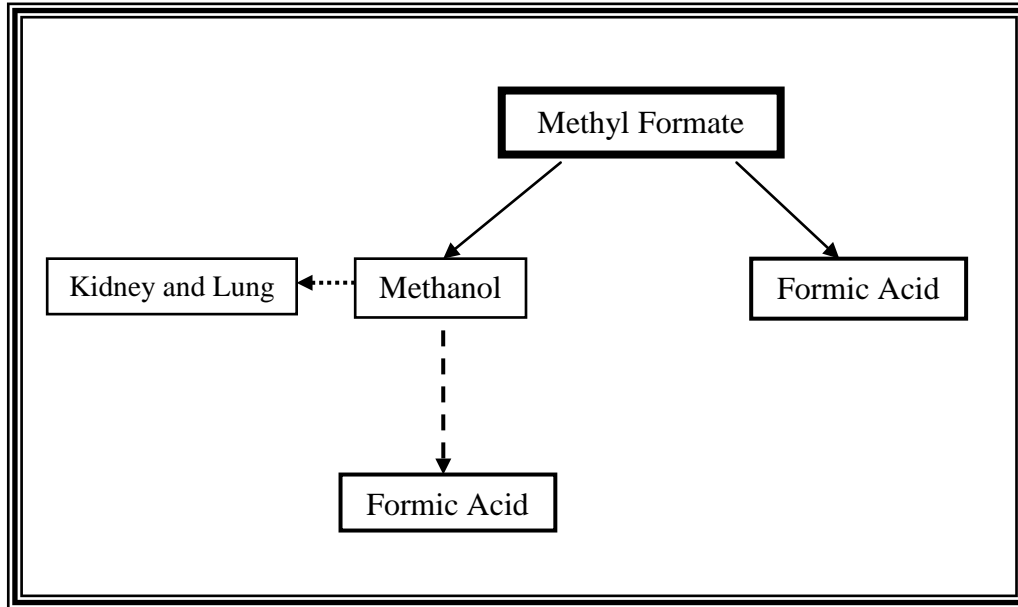 Methyl Formate
Kidney and Lung
Methanol
Formic Acid
Formic Acid